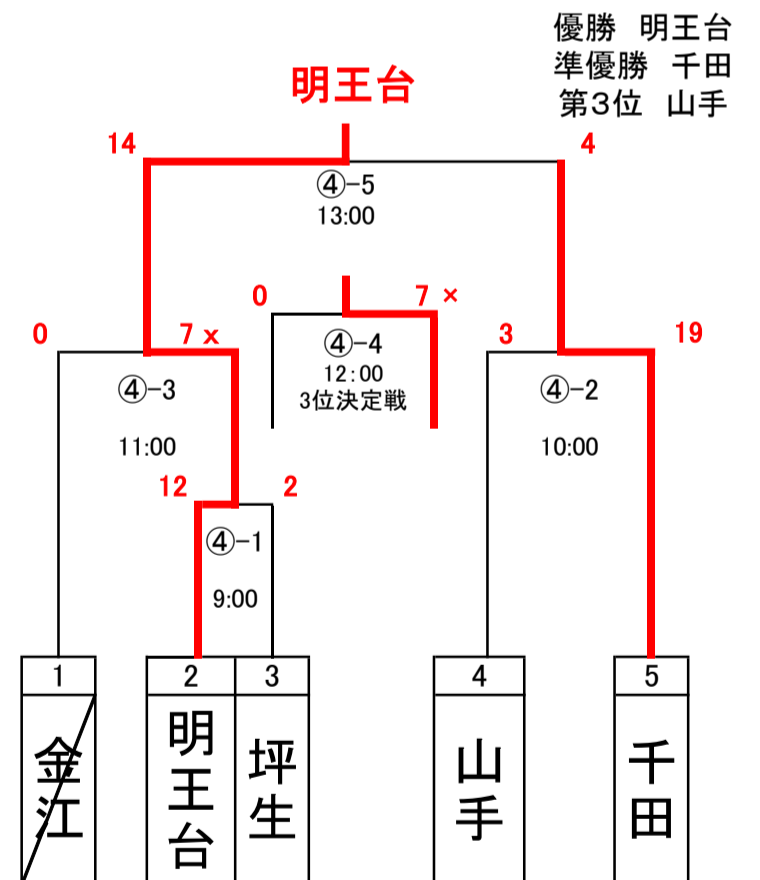 優勝 明王台
準優勝 千田
第3位 山手
明王台
14
4
④-5
13:00
0
7 ×
④-4
12:00
3位決定戦
0
7 x
④-3
11:00
3
19
④-2
10:00
12
2
④-1
9:00
1
2
3
4
5
金江
明王台
坪生
山手
千田